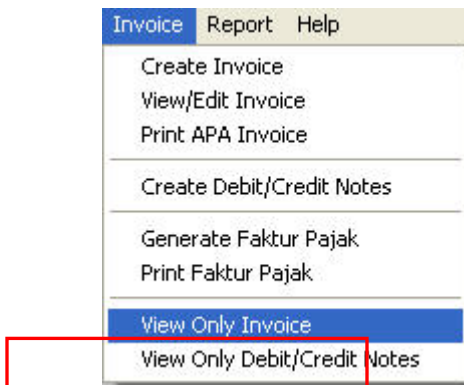 Invoice Report Help
Create Invoice
View/Edit Invoice
Print APA Invoice
Create Debit/Credit Notes
Generate Faktur Pajak
Print Faktur Pajak
View Only Invoice
View Only Debit/Credit Notes